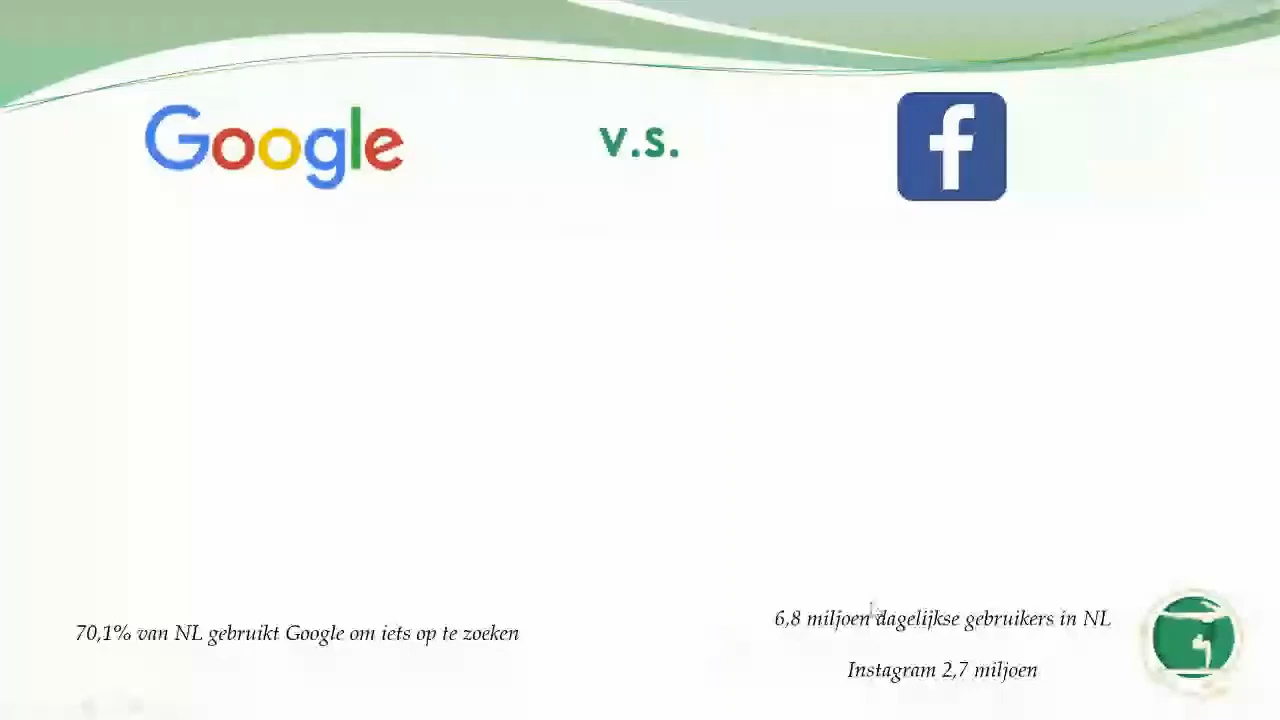 Google
v.s.
f
70,1% van NL gebruikt Google om iets op te zoeken
6,8 miljoen dagelijkse gebruikers in NL
Instagram 2,7 miljoen